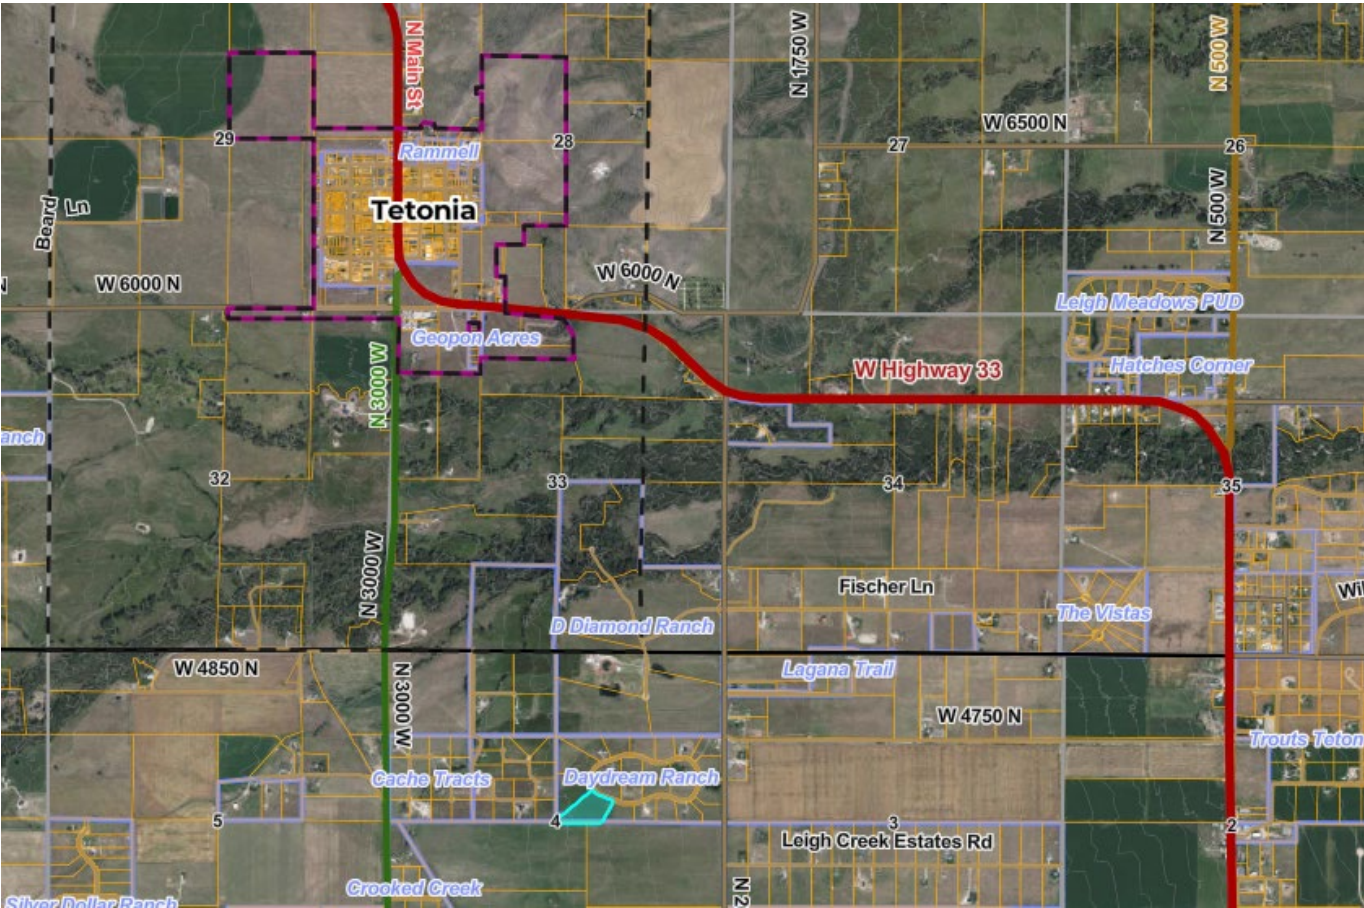 N Main St
N 1750 W
N 500 W
W 6500 N
29
28
27
26
Rammell
Beard
Ln
Tetonia
N 500 W
N
W 6000 N
W 6000 N
Leigh Meadows PUD
Geopon Acres
N 3000 W
W Highway 33
Hatches Corner
anch
32
33
34
35
N 3000 W
Fischer Ln
Wil
The Vistas
D Diamond Ranch
W 4850 N
Lagana Trail
N 3000 W
W 4750 N
Trouts Teton
Cache Tracts
Daydream Ranch
5
4
3
2
Leigh Creek Estates Rd
Crooked Creek
N 2
Silver Dollar Ranch